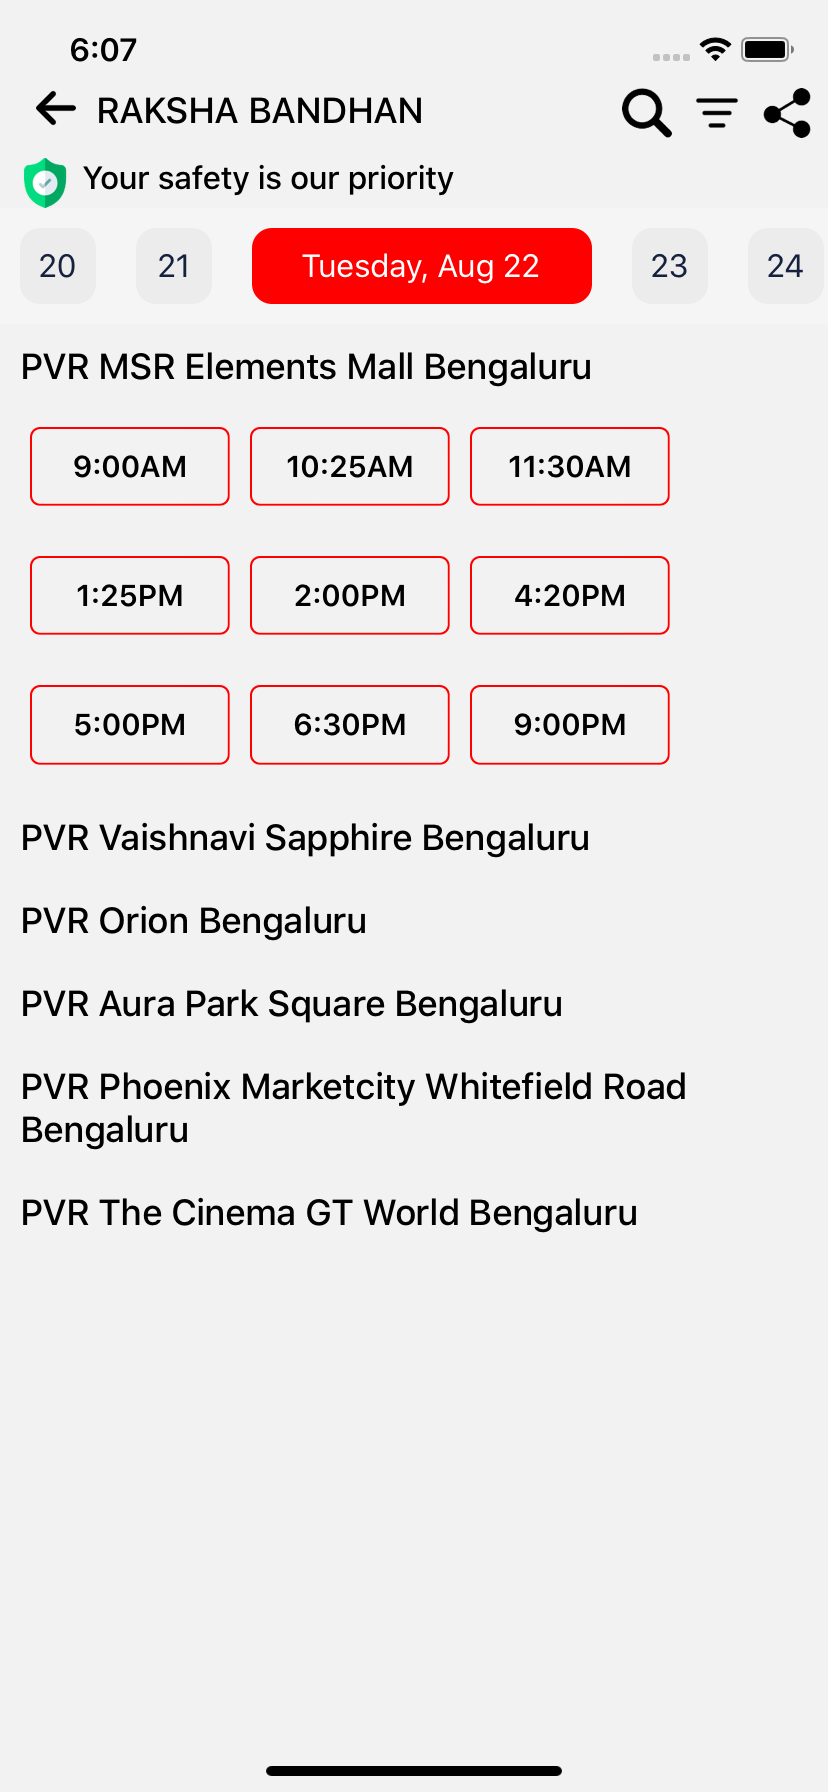 6:07
RAKSHA BANDHAN
Your safety is our priority
20 21 Tuesday, Aug 22 23 24
PVR MSR Elements Mall Bengaluru
9:00AM 10:25AM 11:30AM
1:25PM 2:00PM 4:20PM
5:00PM 6:30PM 9:00PM
PVR Vaishnavi Sapphire Bengaluru
PVR Orion Bengaluru
PVR Aura Park Square Bengaluru
PVR Phoenix Marketcity Whitefield Road
Bengaluru
PVR The Cinema GT World Bengaluru